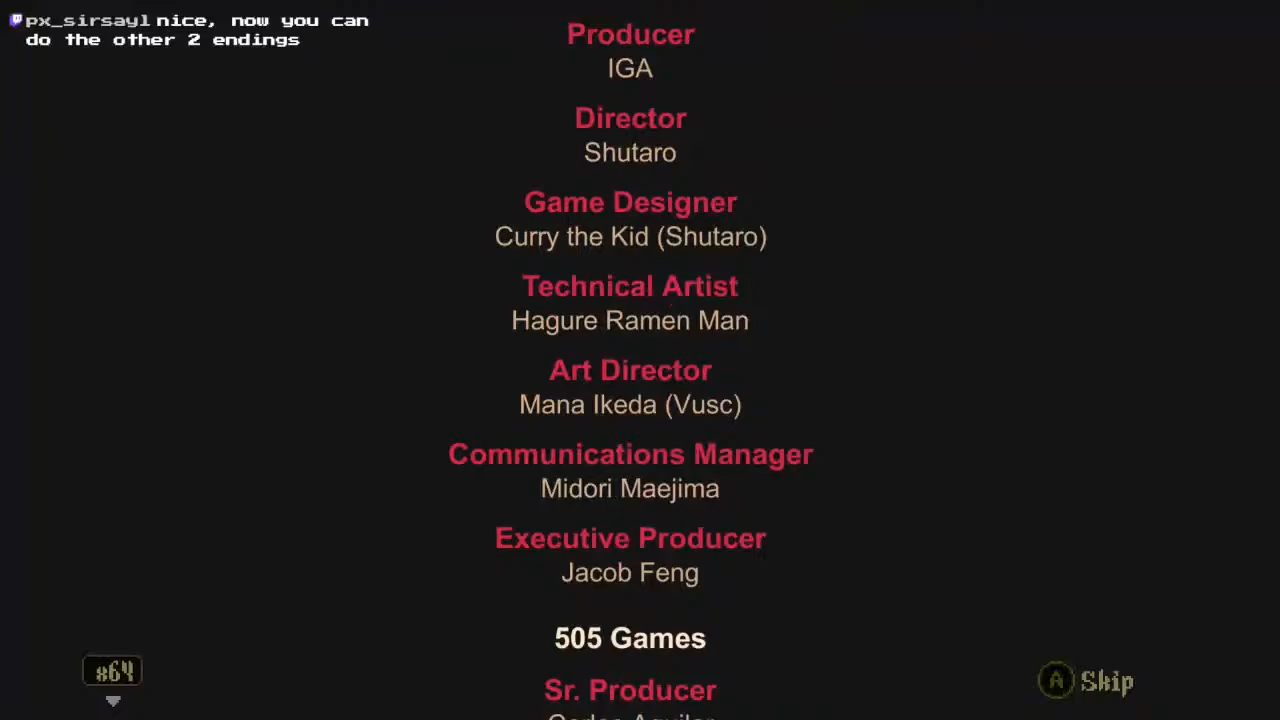 px_sirsayl nice, now you can
do the other 2 endings
Producer
IGA
Director
Shutaro
Game Designer
Curry the Kid (Shutaro)
Technical Artist
Hagure Ramen Man
Art Director
Mana Ikeda (Vusc)
Communications Manager
Midori Maejima
Executive Producer
Jacob Feng
505 Games
Sr. Producer
x64
A Skip